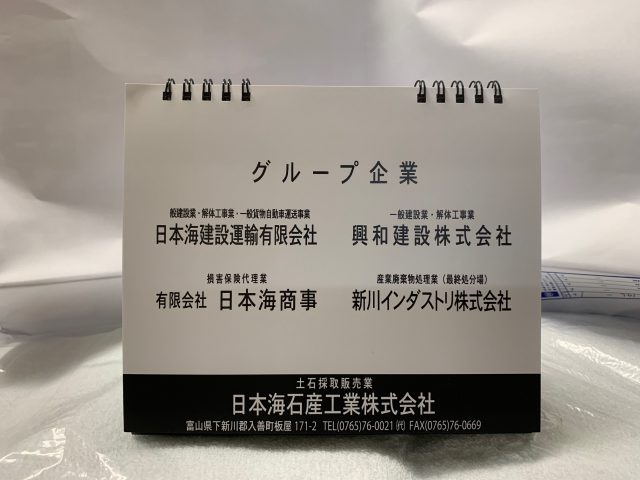 グループ企業
般建設業・解体工事業・一般貨物自動車運送事業
日本海建設運輸有限会社
一般建設業・解体工事業
興和建設株式会社
損害保険代理業
有限会社 日本海商事
産業廃棄物処理業（最終処分場）
新川インダストリ株式会社
土石採取販売業
日本海石産工業株式会社
富山県下新川郡入善町板屋 171-2 TEL(0765)76-0021 ㈹ FAX(0765)76-0669